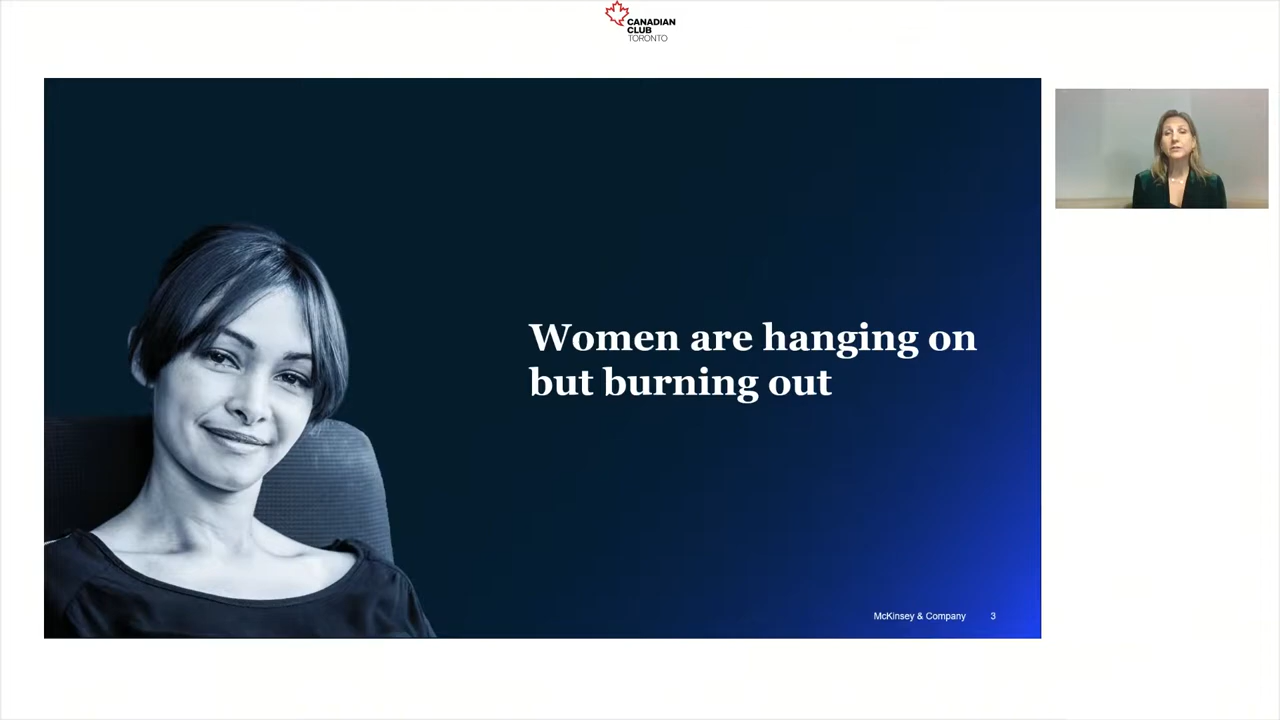 CANADIAN
CLUB
TORONTO
Women are hanging on
but burning out
McKinsey & Company 3